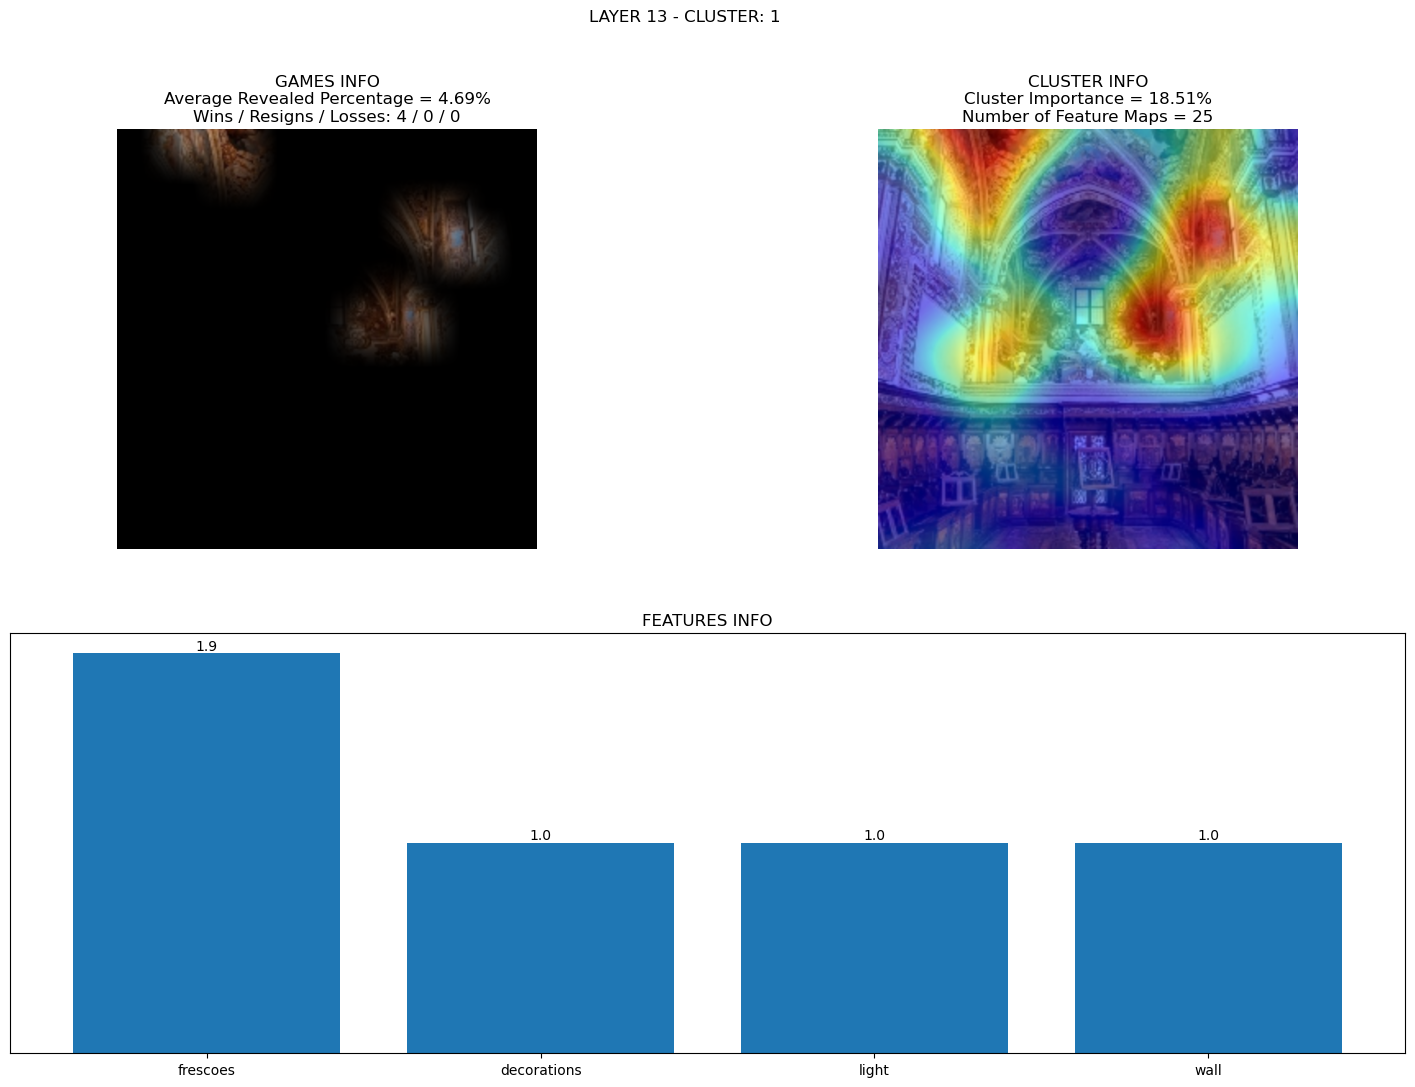 LAYER 13 - CLUSTER: 1
GAMES INFO
Average Revealed Percentage = 4.69%
Wins / Resigns / Losses: 4 / 0 / 0
CLUSTER INFO
Cluster Importance = 18.51%
Number of Feature Maps = 25
FEATURES INFO
1.9
1.0
1.0
1.0
frescoes
decorations
light
wall